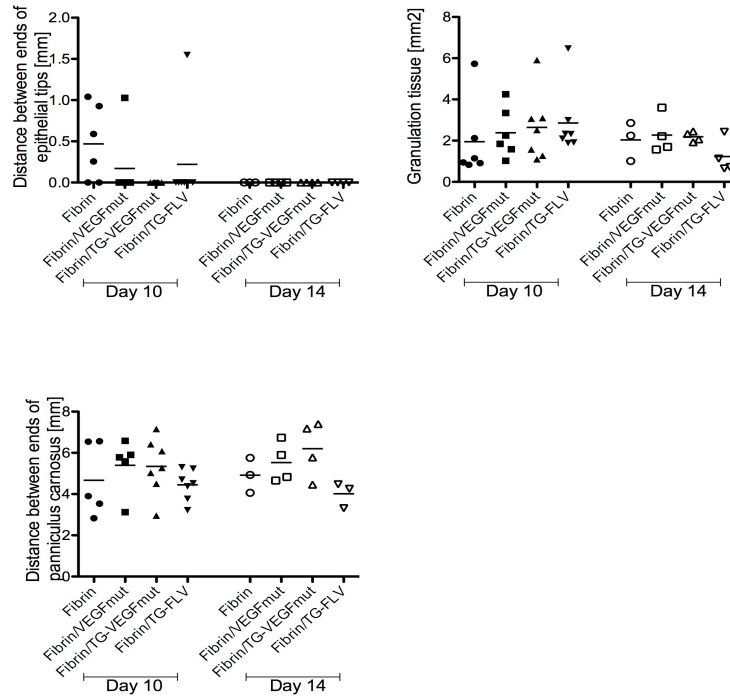 Distance between ends of
epithelial tips [mm]
2.0
1.5
1.0
0.5
0.0
Fibrin
Fibrin/VEGFmut
Fibrin/TG-VEGFmut
Fibrin/TG-FLV
Fibrin
Fibrin/VEGFmut
Fibrin/TG-VEGFmut
Fibrin/TG-FLV
Day 10
Day 14
Granulation tissue [mm2]
8
6
4
2
0
Fibrin
Fibrin/VEGFmut
Fibrin/TG-VEGFmut
Fibrin/TG-FLV
Fibrin
Fibrin/VEGFmut
Fibrin/TG-VEGFmut
Fibrin/TG-FLV
Day 10
Day 14
Distance between ends of
panniculus carnosus [mm]
8
6
4
2
0
Fibrin
Fibrin/VEGFmut
Fibrin/TG-VEGFmut
Fibrin/TG-FLV
Fibrin
Fibrin/VEGFmut
Fibrin/TG-VEGFmut
Fibrin/TG-FLV
Day 10
Day 14